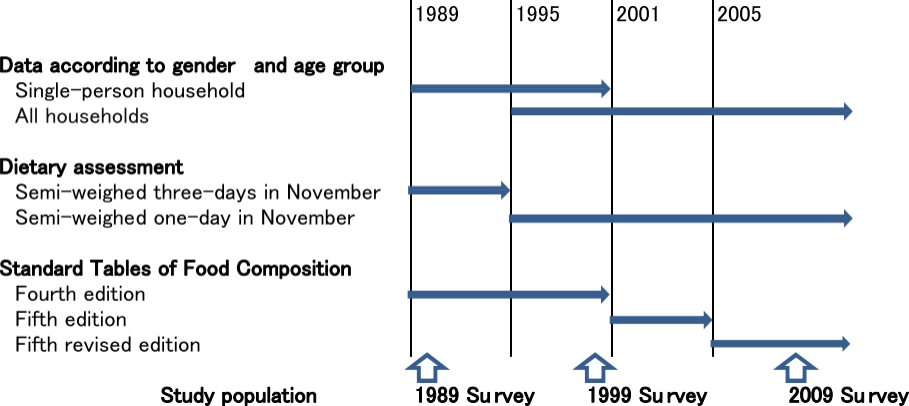 1989 1995 2001 2005
Data according to gender and age group
Single-person household
All households
Dietary assessment
Semi-weighed three-days in November
Semi-weighed one-day in November
Standard Tables of Food Composition
Fourth edition
Fifth edition
Fifth revised edition
Study population 1989 Survey 1999 Survey 2009 Survey